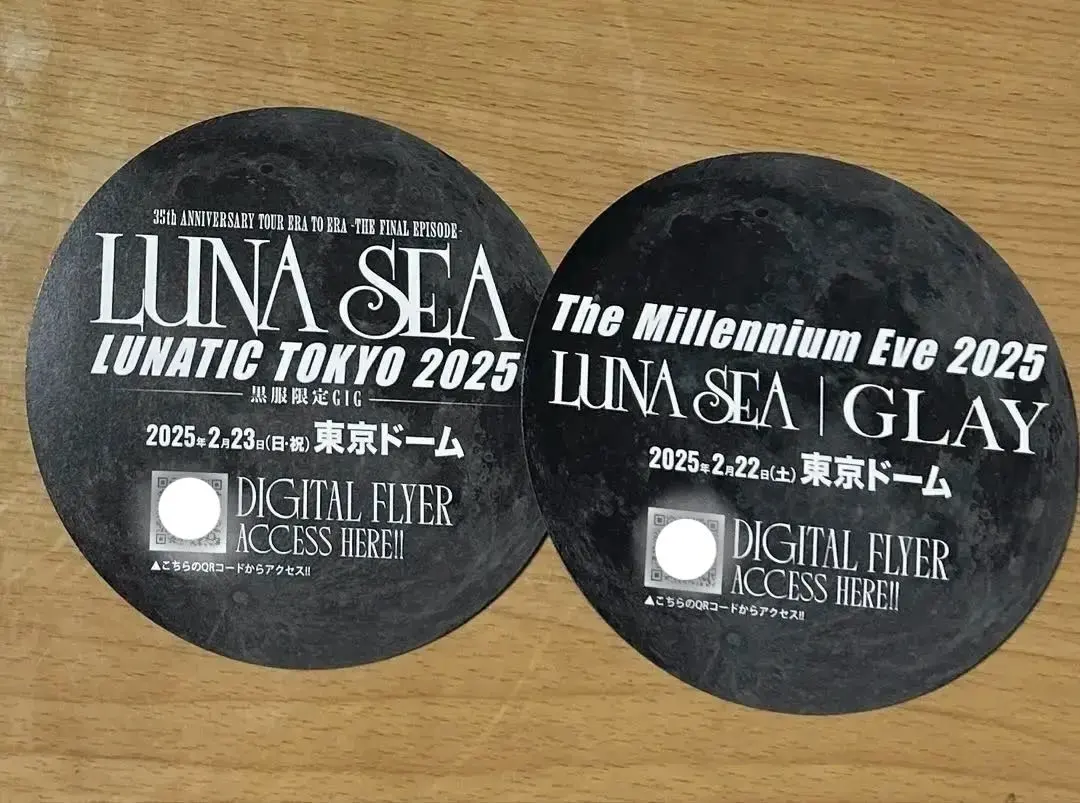 35th ANNIVERSARY TOUR ERA TO ERA -THE FINAL EPISODE-
LUNA SEA
LUNATIC TOKYO 2025
黒服限定GIG
2025年2月23日(日・祝) 東京ドーム
DIGITAL FLYER
ACCESS HERE!!
▲こちらのQRコードからアクセス!!
The Millennium Eve 2025
LUNA SEA | GLAY
2025年2月22日(土) 東京ドーム
DIGITAL FLYER
ACCESS HERE!!
▲こちらのQRコードからアクセス!!